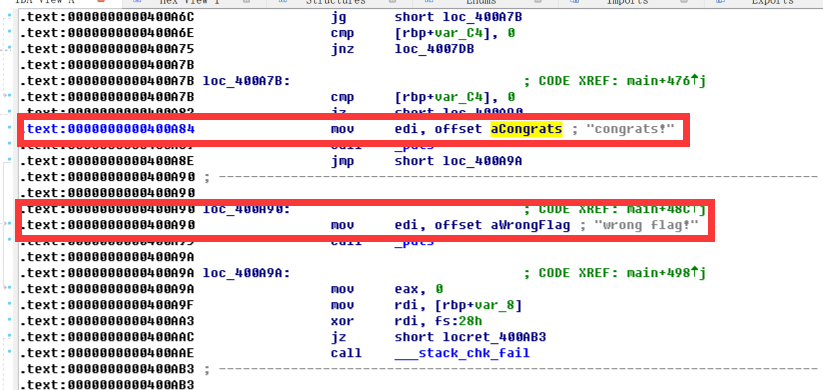 IDA View-A Hex View-1 Structures Enums Imports Exports
.text:0000000000400A6C jg short loc_400A7B
.text:0000000000400A6E cmp [rbp+var_C4], 0
.text:0000000000400A75 jnz loc_4007DB
.text:0000000000400A7B
.text:0000000000400A7B loc_400A7B: ; CODE XREF: main+476↑j
.text:0000000000400A7B cmp [rbp+var_C4], 0
.text:0000000000400A82 jz short loc_400A90
.text:0000000000400A84 mov edi, offset aCongrats ; "congrats!"
call _puts
.text:0000000000400A8E jmp short loc_400A9A
.text:0000000000400A90 ; ---------------------------------------------------------------------------
.text:0000000000400A90
.text:0000000000400A90 loc_400A90: ; CODE XREF: main+48C↑j
.text:0000000000400A90 mov edi, offset aWrongFlag ; "wrong flag!"
.text:0000000000400A95 call _puts
.text:0000000000400A9A
.text:0000000000400A9A loc_400A9A: ; CODE XREF: main+498↑j
.text:0000000000400A9A mov eax, 0
.text:0000000000400A9F mov rdi, [rbp+var_8]
.text:0000000000400AA3 xor rdi, fs:28h
.text:0000000000400AAC jz short locret_400AB3
.text:0000000000400AAE call ___stack_chk_fail
.text:0000000000400AB3 ; ---------------------------------------------------------------------------